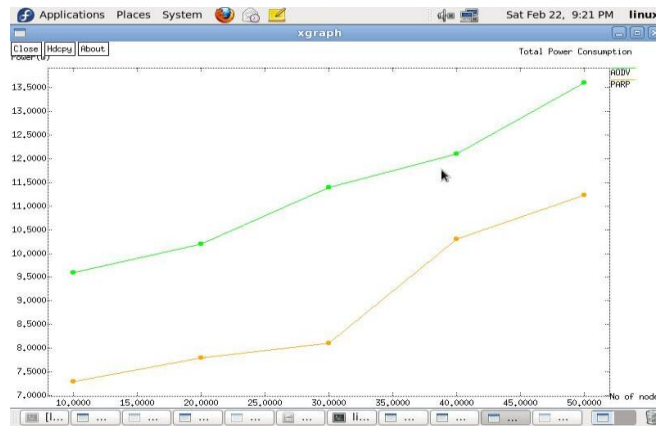 Applications Places System Sat Feb 22, 9:21 PM linux
xgraph
Close Hdcpy About
Total Power Consumption
Power(W)
AODV
PARP
13.5000
13.0000
12.5000
12.0000
11.5000
11.0000
10.5000
10.0000
9.5000
9.0000
8.5000
8.0000
7.5000
7.0000
10.0000 15.0000 20.0000 25.0000 30.0000 35.0000 40.0000 45.0000 50.0000
No of node
[l... ... ... ... ... ... li... ... ... ... ...